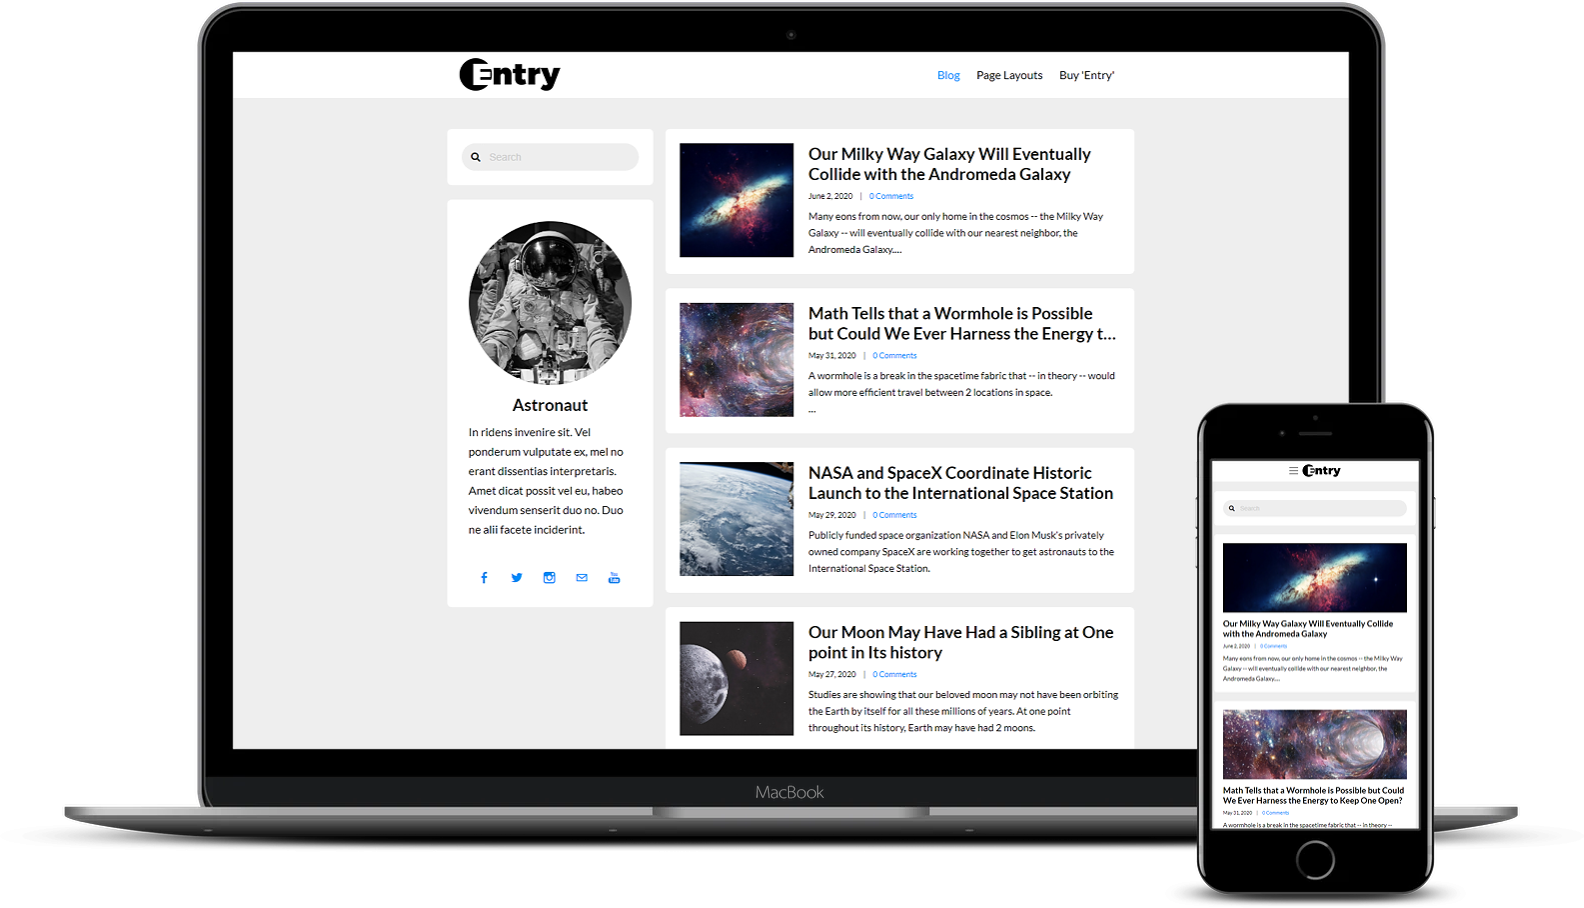 Entry
Blog
Page Layouts
Buy 'Entry'
Search
Astronaut
In ridens invenire sit. Vel
ponderum vulputate ex, mel no
erant dissentias interpretaris.
Amet dicat possit vel eu, habeo
vivendum senserit duo no. Duo
ne alii facete inciderint.
You
Tube
Our Milky Way Galaxy Will Eventually
Collide with the Andromeda Galaxy
June 2, 2020 | 0 Comments
Many eons from now, our only home in the cosmos -- the Milky Way
Galaxy -- will eventually collide with our nearest neighbor, the
Andromeda Galaxy....
Math Tells that a Wormhole is Possible
but Could We Ever Harness the Energy t...
May 31, 2020 | 0 Comments
A wormhole is a break in the spacetime fabric that -- in theory -- would
allow more efficient travel between 2 locations in space.
...
NASA and SpaceX Coordinate Historic
Launch to the International Space Station
May 29, 2020 | 0 Comments
Publicly funded space organization NASA and Elon Musk's privately
owned company SpaceX are working together to get astronauts to the
International Space Station.
Our Moon May Have Had a Sibling at One
point in Its history
May 27, 2020 | 0 Comments
Studies are showing that our beloved moon may not have been orbiting
the Earth by itself for all these millions of years. At one point
throughout its history, Earth may have had 2 moons.
MacBook
Entry
Search
Our Milky Way Galaxy Will Eventually Collide
with the Andromeda Galaxy
June 2, 2020 | 0 Comments
Many eons from now, our only home in the cosmos -- the Milky Way
Galaxy -- will eventually collide with our nearest neighbor, the
Andromeda Galaxy....
Math Tells that a Wormhole is Possible but Could
We Ever Harness the Energy to Keep One Open?
May 31, 2020 | 0 Comments
A wormhole is a break in the spacetime fabric that -- in theory --